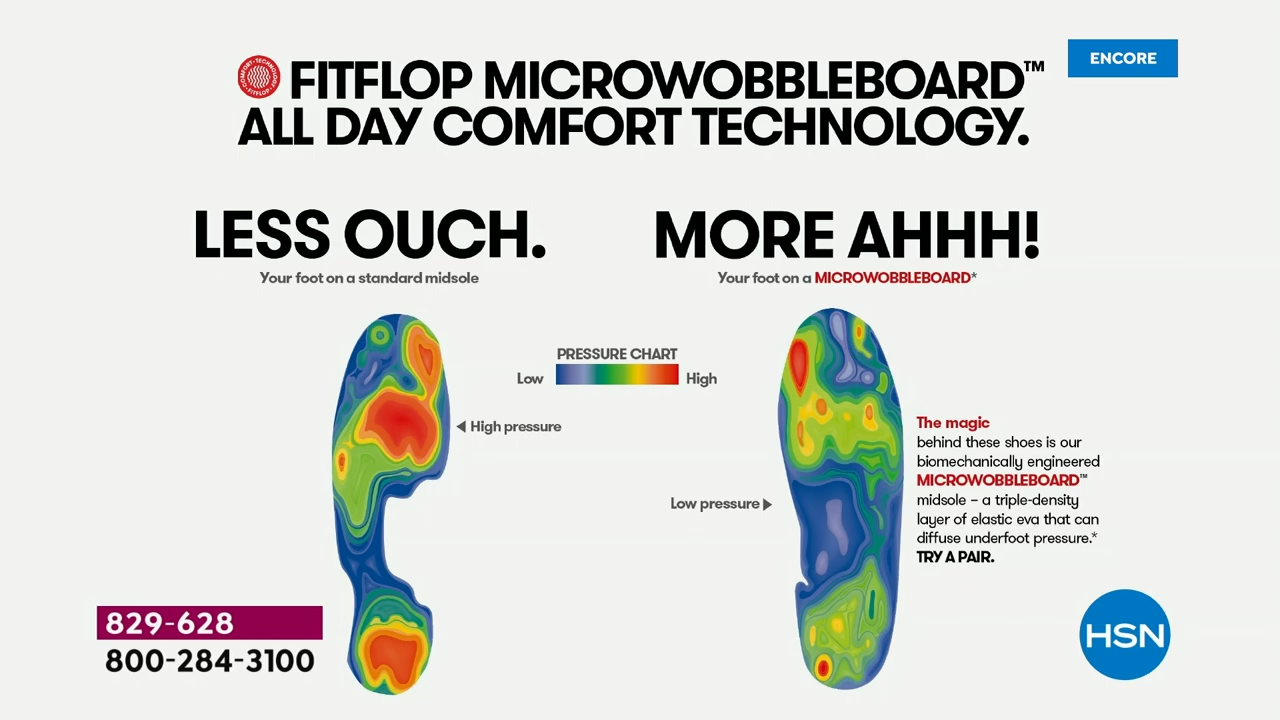 ENCORE
FITFLOP MICROWOBBLEBOARD™
ALL DAY COMFORT TECHNOLOGY.
LESS OUCH.
Your foot on a standard midsole
MORE AHHH!
Your foot on a MICROWOBBLEBOARD*
PRESSURE CHART
Low
High
High pressure
Low pressure
The magic
behind these shoes is our
biomechanically engineered
MICROWOBBLEBOARD™
midsole – a triple-density
layer of elastic eva that can
diffuse underfoot pressure.*
TRY A PAIR.
829-628
800-284-3100
HSN